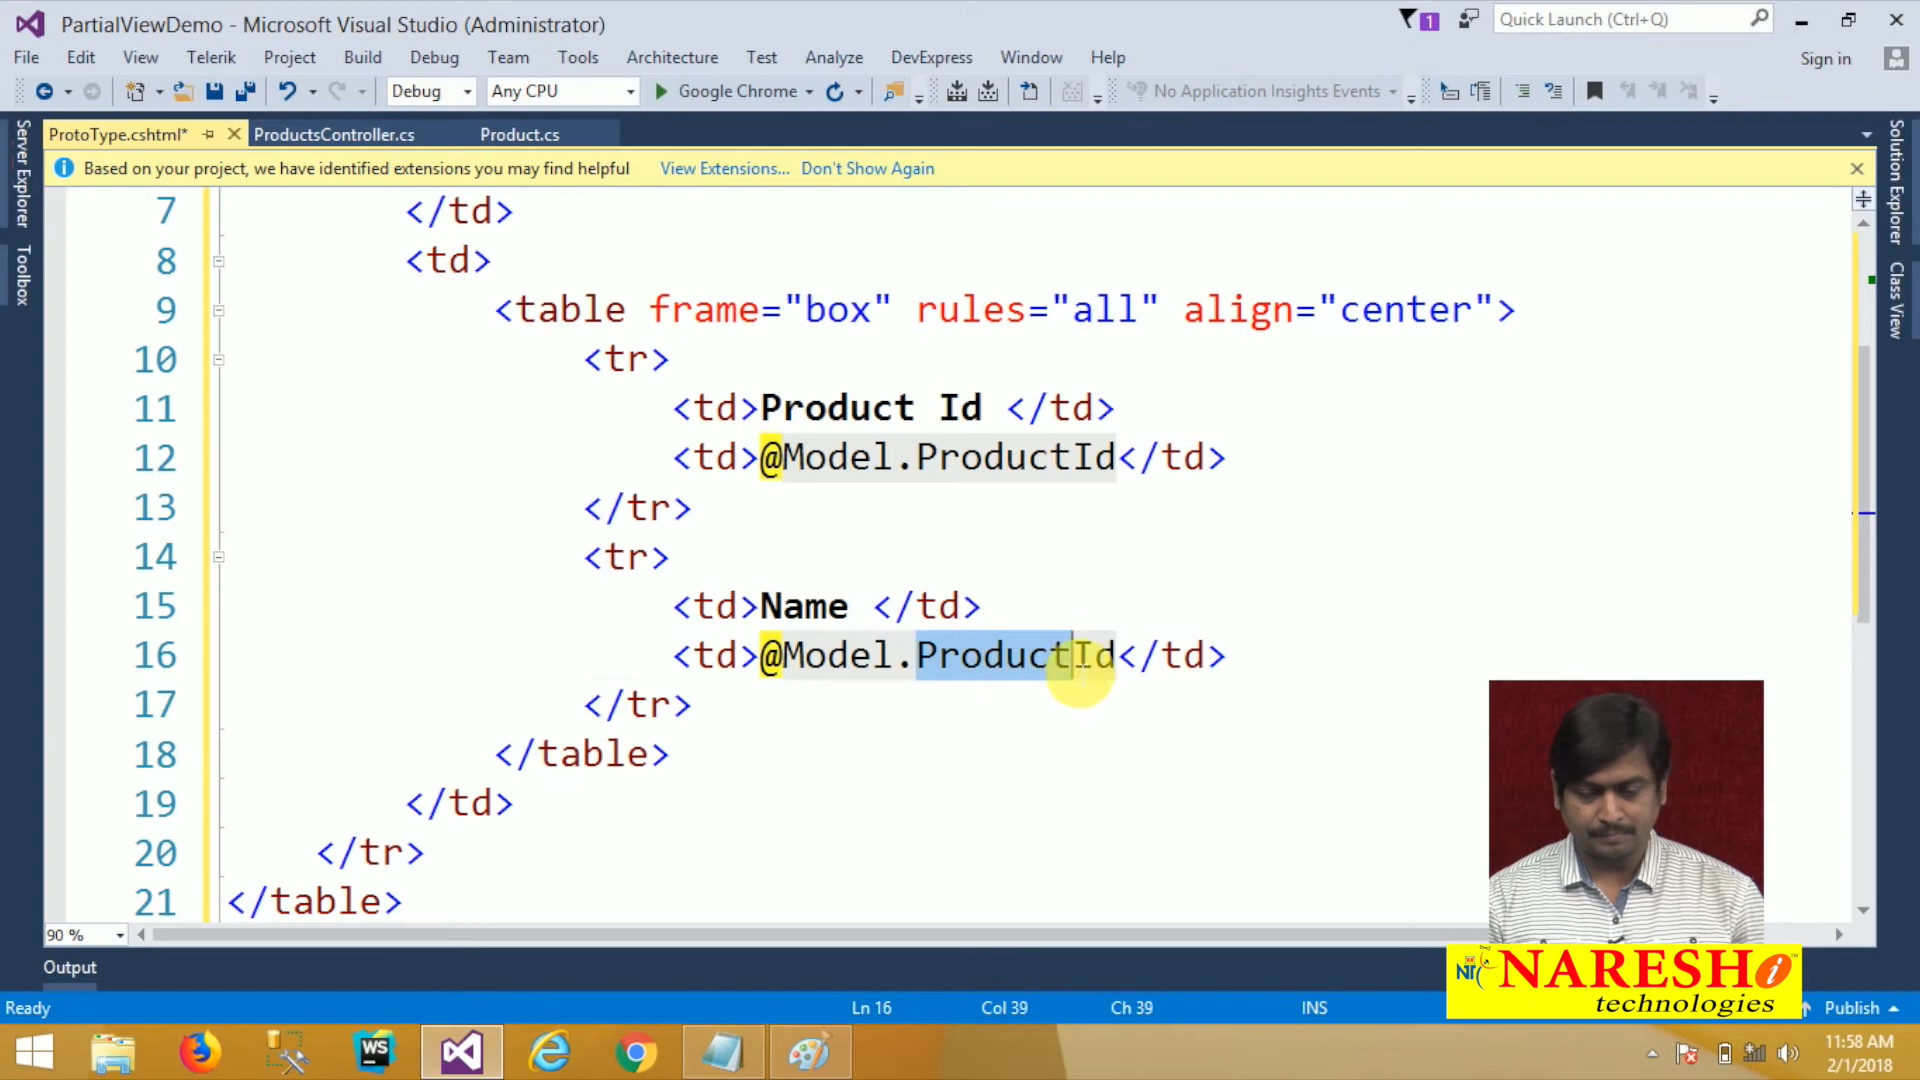 PartialViewDemo - Microsoft Visual Studio (Administrator)
1
Quick Launch (Ctrl+Q)
File Edit View Telerik Project Build Debug Team Tools Architecture Test Analyze DevExpress Window Help
Sign in
Debug Any CPU Google Chrome No Application Insights Events
ProtoType.cshtml* ProductsController.cs Product.cs
Based on your project, we have identified extensions you may find helpful View Extensions... Don't Show Again
Server Explorer
Toolbox
Solution Explorer
Class View
7 </td>
8 <td>
9 <table frame="box" rules="all" align="center">
10 <tr>
11 <td>Product Id </td>
12 <td>@Model.ProductId</td>
13 </tr>
14 <tr>
15 <td>Name </td>
16 <td>@Model.ProductId</td>
17 </tr>
18 </table>
19 </td>
20 </tr>
21 </table>
90 %
Output
NARESH i
technologies
Ready Ln 16 Col 39 Ch 39 INS Publish
WS
11:58 AM
2/1/2018